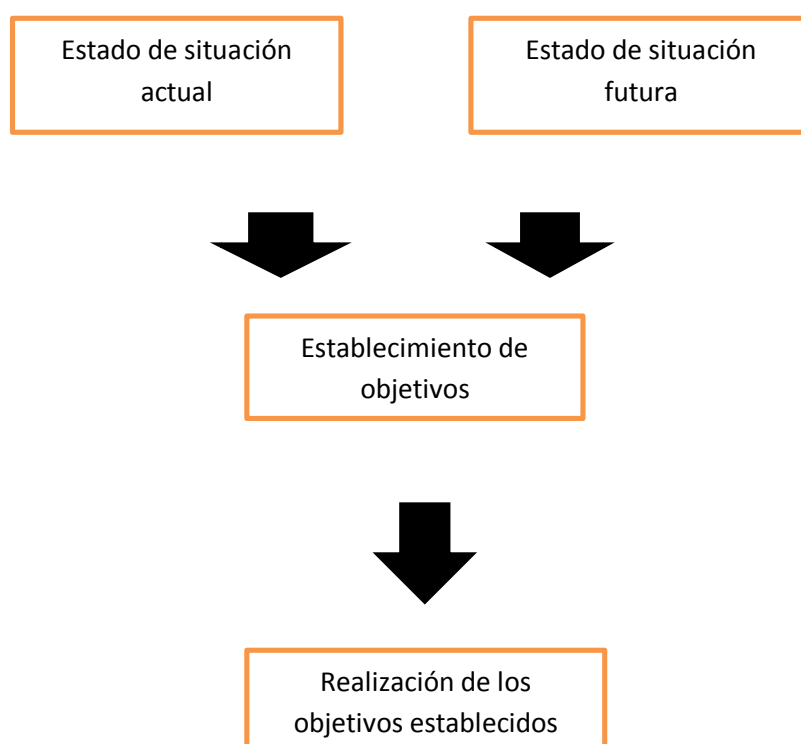 Estado de situación
actual
Estado de situación
futura
Establecimiento de
objetivos
Realización de los
objetivos establecidos